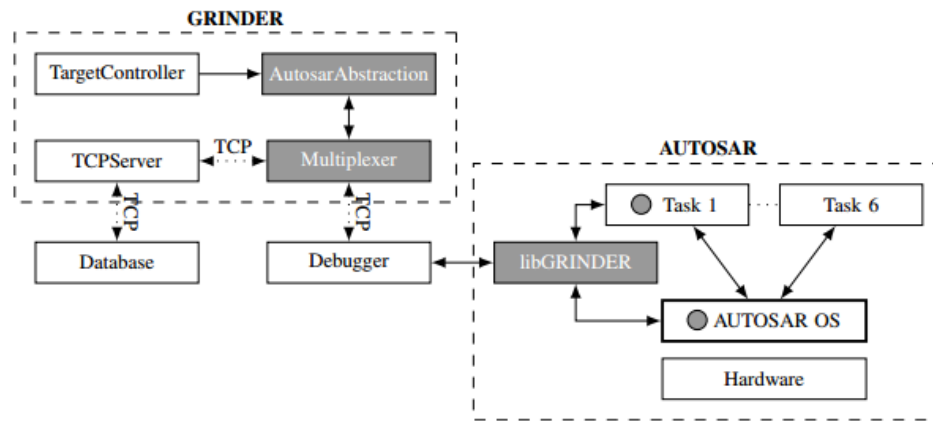 GRINDER
TargetController
AutosarAbstraction
TCPServer
TCP
Multiplexer
TCP
TCP
Database
Debugger
AUTOSAR
Task 1
Task 6
libGRINDER
AUTOSAR OS
Hardware